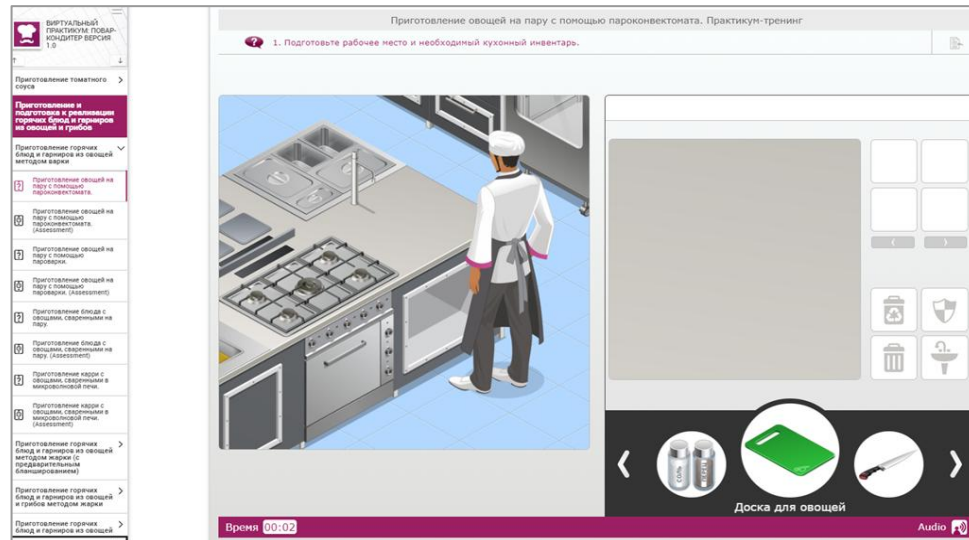 ВИРТУАЛЬНЫЙ
ПРАКТИКУМ: ПОВАР-
КОНДИТЕР ВЕРСИЯ
1.0
Приготовление томатного
соуса
Приготовление и
подготовка к реализации
горячих блюд и гарниров
из овощей и грибов
Приготовление горячих
блюд и гарниров из овощей
методом варки
Приготовление овощей на
пару с помощью
пароконвектомата.
Приготовление овощей на
пару с помощью
пароконвектомата.
(Assessment)
Приготовление овощей на
пару с помощью
пароварки.
Приготовление овощей на
пару с помощью
пароварки. (Assessment)
Приготовление блюда с
овощами, сваренными на
пару.
Приготовление блюда с
овощами, сваренными на
пару. (Assessment)
Приготовление карри с
овощами, сваренными в
микроволновой печи.
Приготовление карри с
овощами, сваренными в
микроволновой печи.
(Assessment)
Приготовление горячих
блюд и гарниров из овощей
методом жарки (с
предварительным
бланшированием)
Приготовление горячих
блюд и гарниров из овощей
и грибов методом жарки
Приготовление горячих
блюд и гарниров из овощей
Приготовление овощей на пару с помощью пароконвектомата. Практикум-тренинг
1. Подготовьте рабочее место и необходимый кухонный инвентарь.
СОЛЬ
ПЕРЕЦ
Доска для овощей
Время 00:02
Audio